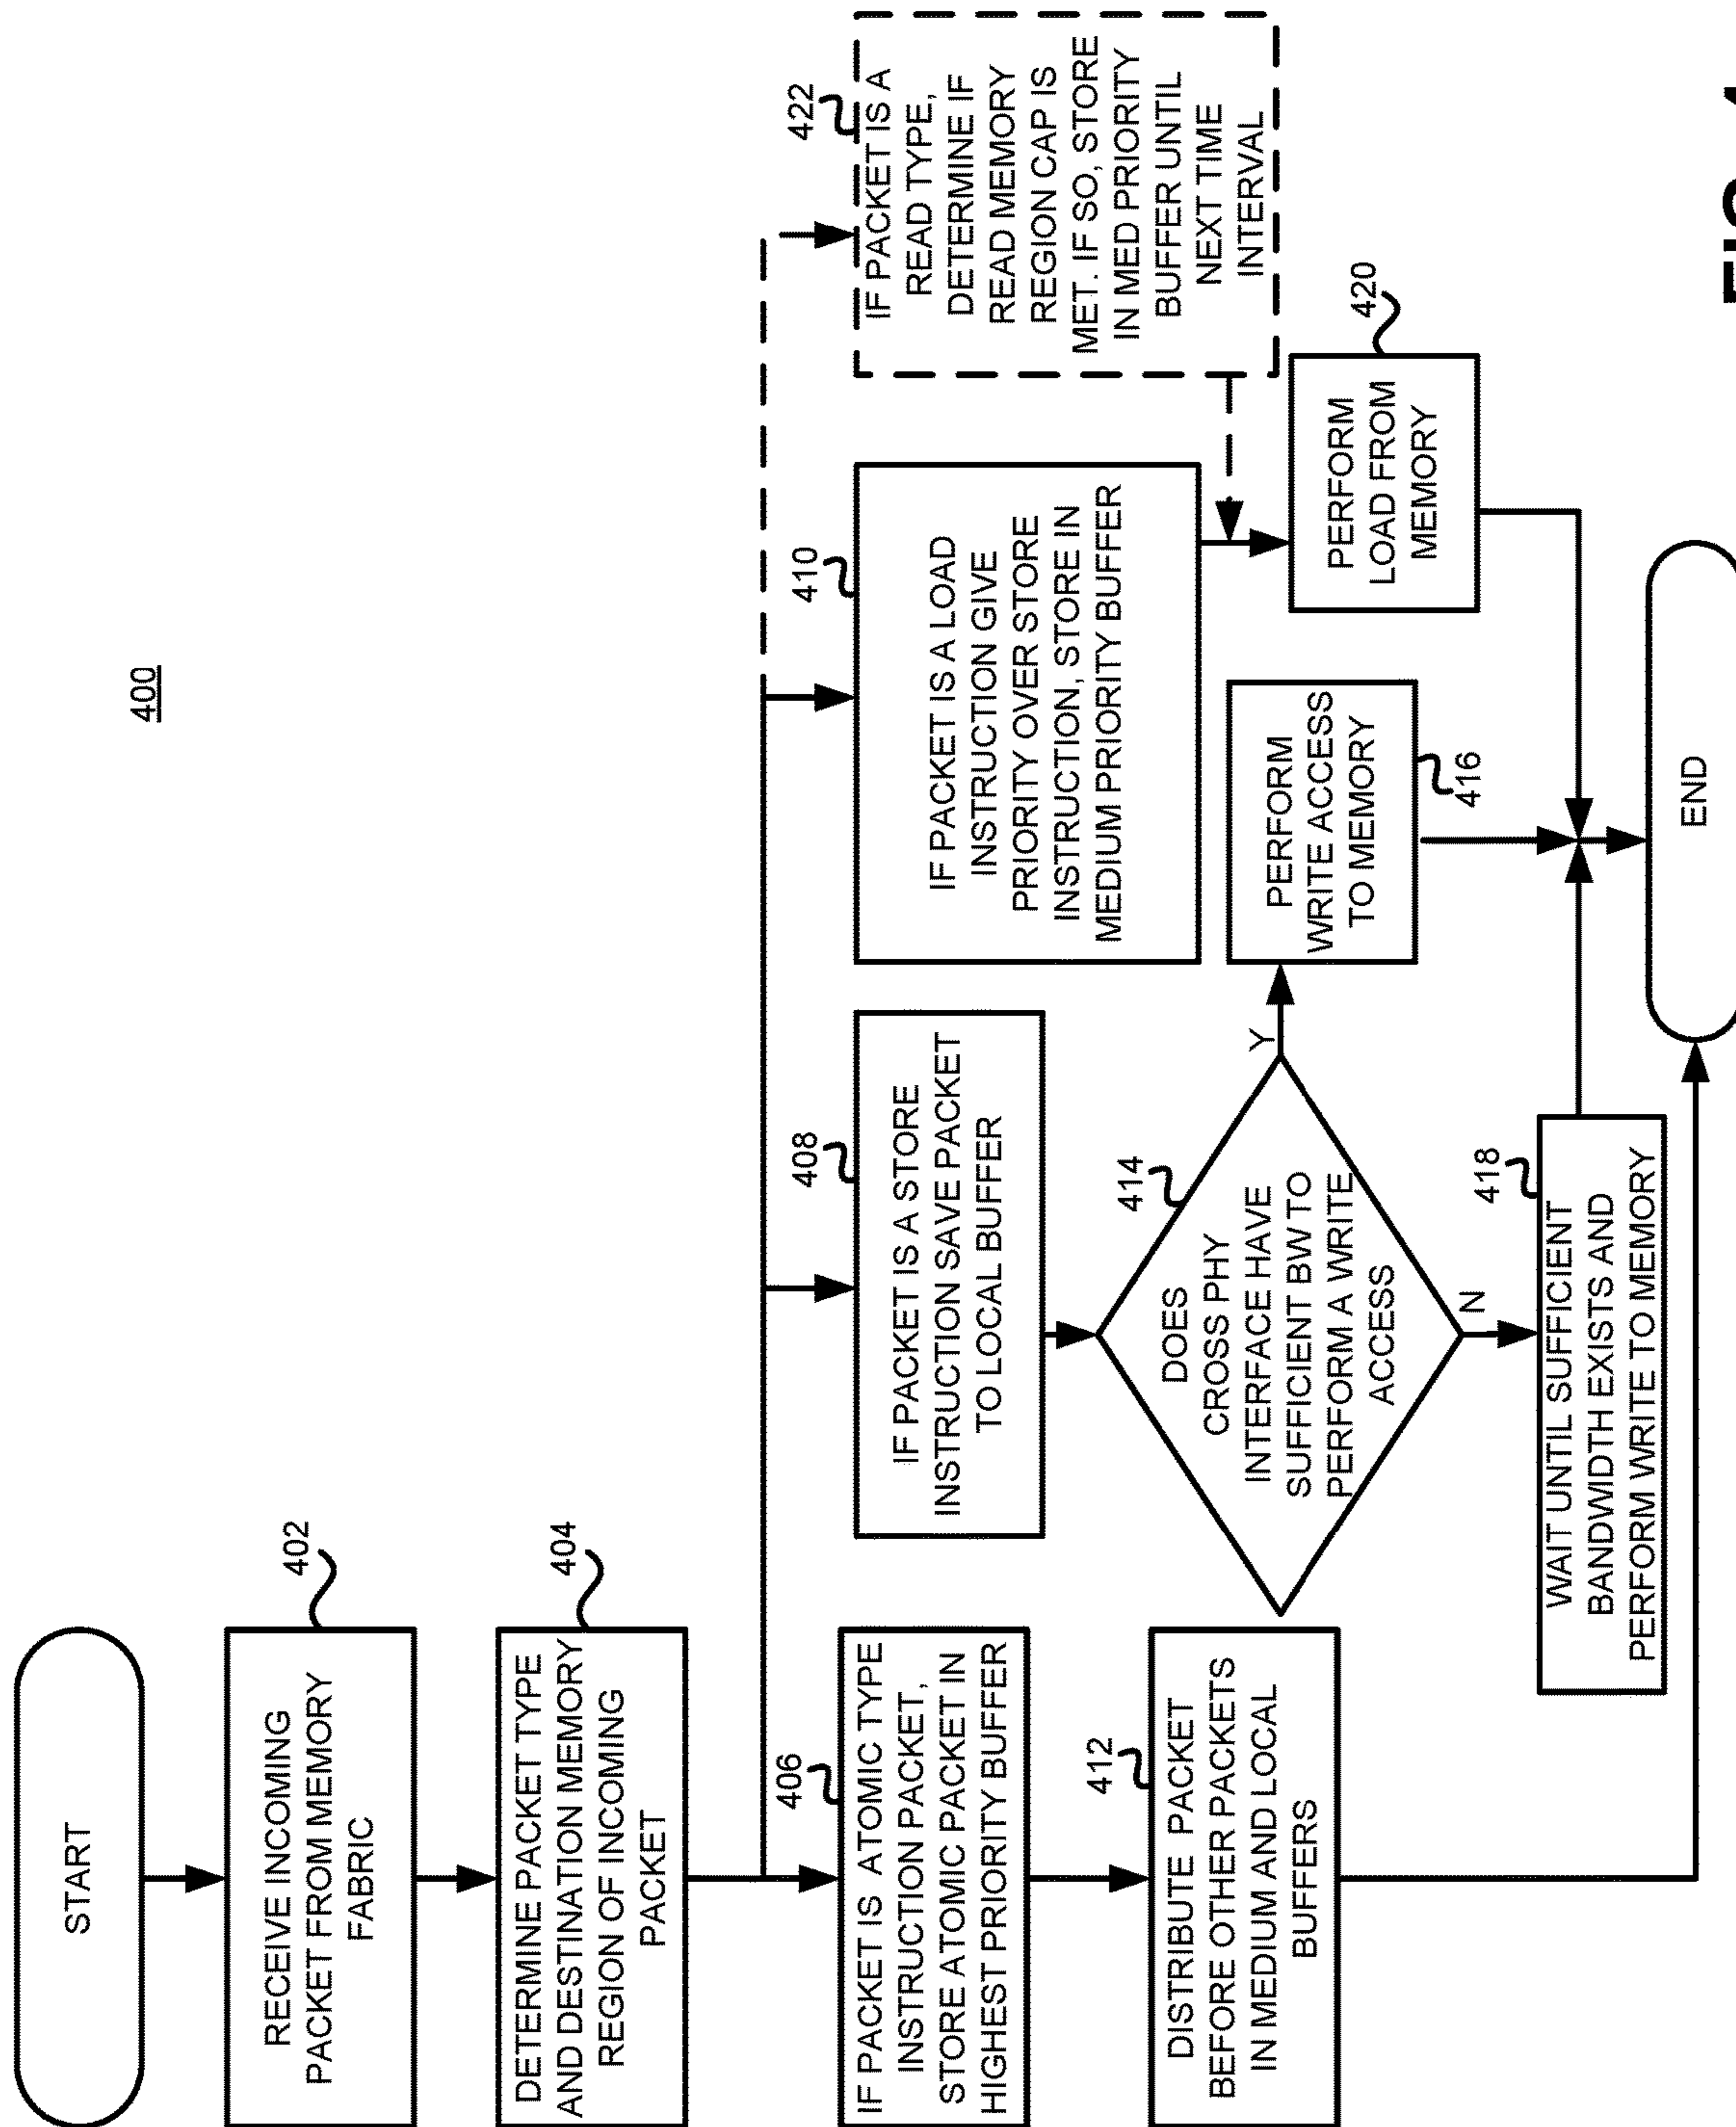 400
START
RECEIVE INCOMING
PACKET FROM MEMORY
FABRIC
402
DETERMINE PACKET TYPE
AND DESTINATION MEMORY
REGION OF INCOMING
PACKET
404
406
IF PACKET IS ATOMIC TYPE
INSTRUCTION PACKET,
STORE ATOMIC PACKET IN
HIGHEST PRIORITY BUFFER
408
IF PACKET IS A STORE
INSTRUCTION SAVE PACKET
TO LOCAL BUFFER
410
IF PACKET IS A LOAD
INSTRUCTION GIVE
PRIORITY OVER STORE
INSTRUCTION, STORE IN
MEDIUM PRIORITY BUFFER
422
IF PACKET IS A
READ TYPE,
DETERMINE IF
READ MEMORY
REGION CAP IS
MET. IF SO, STORE
IN MED PRIORITY
BUFFER UNTIL
NEXT TIME
INTERVAL
412
DISTRIBUTE PACKET
BEFORE OTHER PACKETS
IN MEDIUM AND LOCAL
BUFFERS
414
DOES
CROSS PHY
INTERFACE HAVE
SUFFICIENT BW TO
PERFORM A WRITE
ACCESS
Y
N
PERFORM
WRITE ACCESS
TO MEMORY
416
PERFORM
LOAD FROM
MEMORY
420
418
WAIT UNTIL SUFFICIENT
BANDWIDTH EXISTS AND
PERFORM WRITE TO MEMORY
END